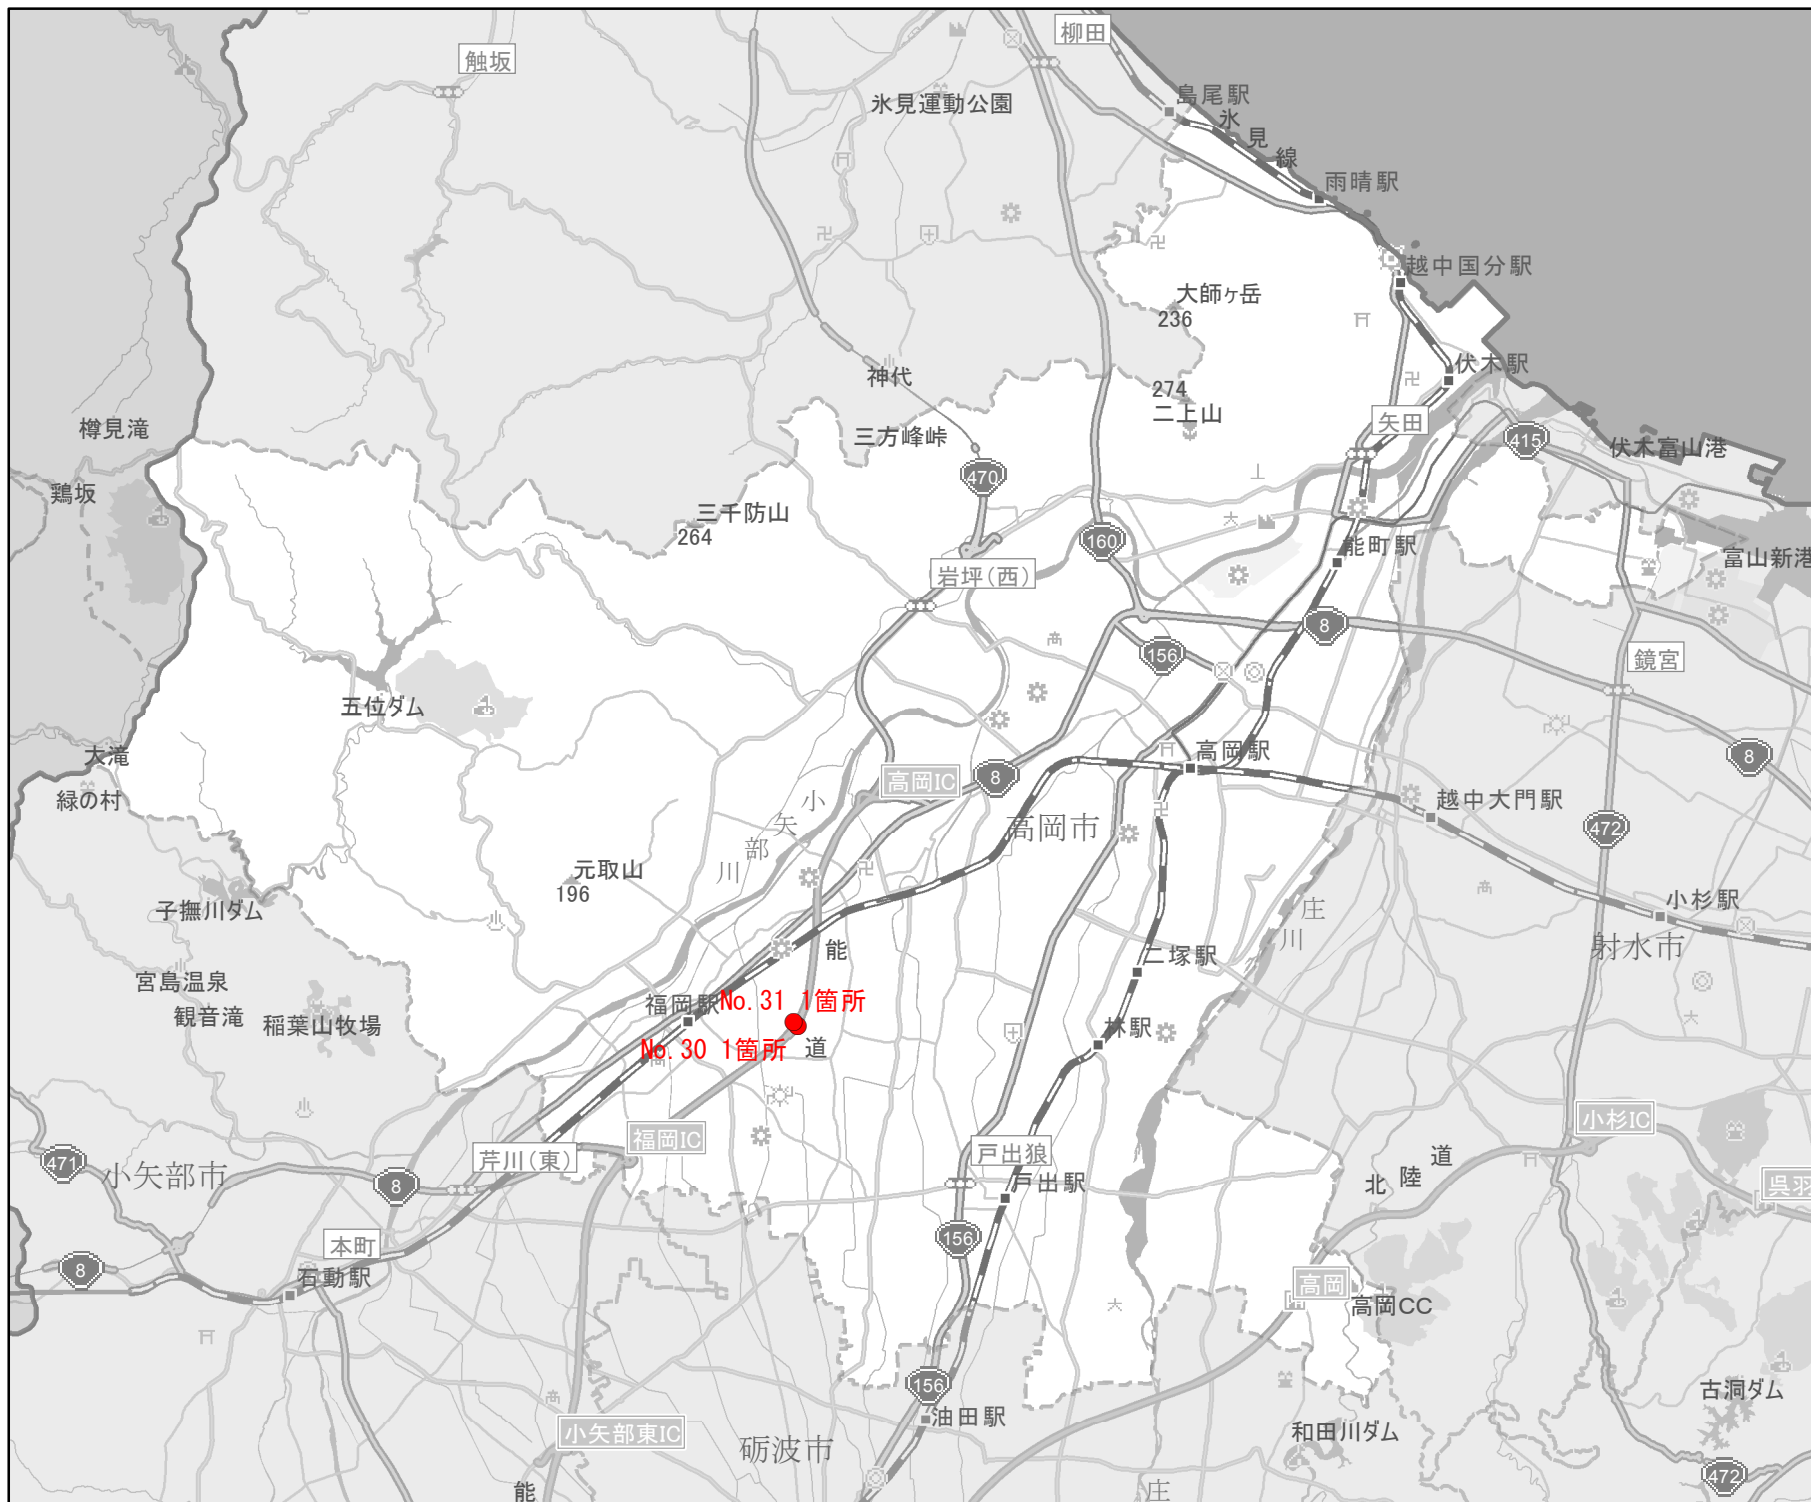 柳田
触坂
島尾駅
氷見運動公園
氷見線
雨晴駅
越中国分駅
大師ヶ岳
236
伏木駅
神代
274
二上山
矢田
樽見滝
三方峰峠
415
伏木富山港
470
鶏坂
三千防山
264
160
能町駅
富山新港
岩坪(西)
8
156
鏡宮
五位ダム
大滝
高岡駅
8
高岡IC
8
緑の村
越中大門駅
小矢部川
高岡市
472
元取山
196
子撫川ダム
小杉駅
庄川
射水市
能
二塚駅
宮島温泉
福岡駅
No.31 1箇所
観音滝
稲葉山牧場
林駅
No.30 1箇所
道
小杉IC
福岡IC
芹川(東)
戸出狼
北陸道
471
小矢部市
8
戸出駅
呉羽
本町
156
8
石動駅
高岡
高岡CC
156
古洞ダム
油田駅
小矢部東IC
砺波市
和田川ダム
472
能
庄